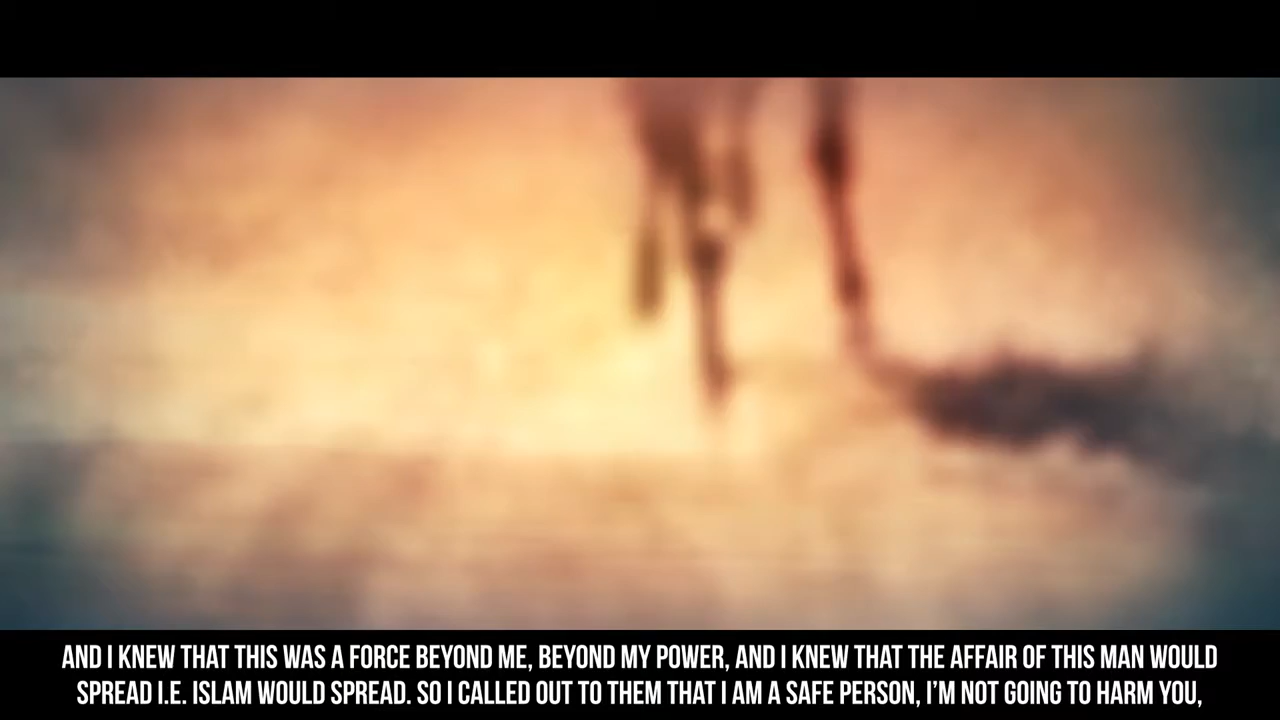 AND I KNEW THAT THIS WAS A FORCE BEYOND ME, BEYOND MY POWER, AND I KNEW THAT THE AFFAIR OF THIS MAN WOULD
SPREAD I.E. ISLAM WOULD SPREAD. SO I CALLED OUT TO THEM THAT I AM A SAFE PERSON, I'M NOT GOING TO HARM YOU,